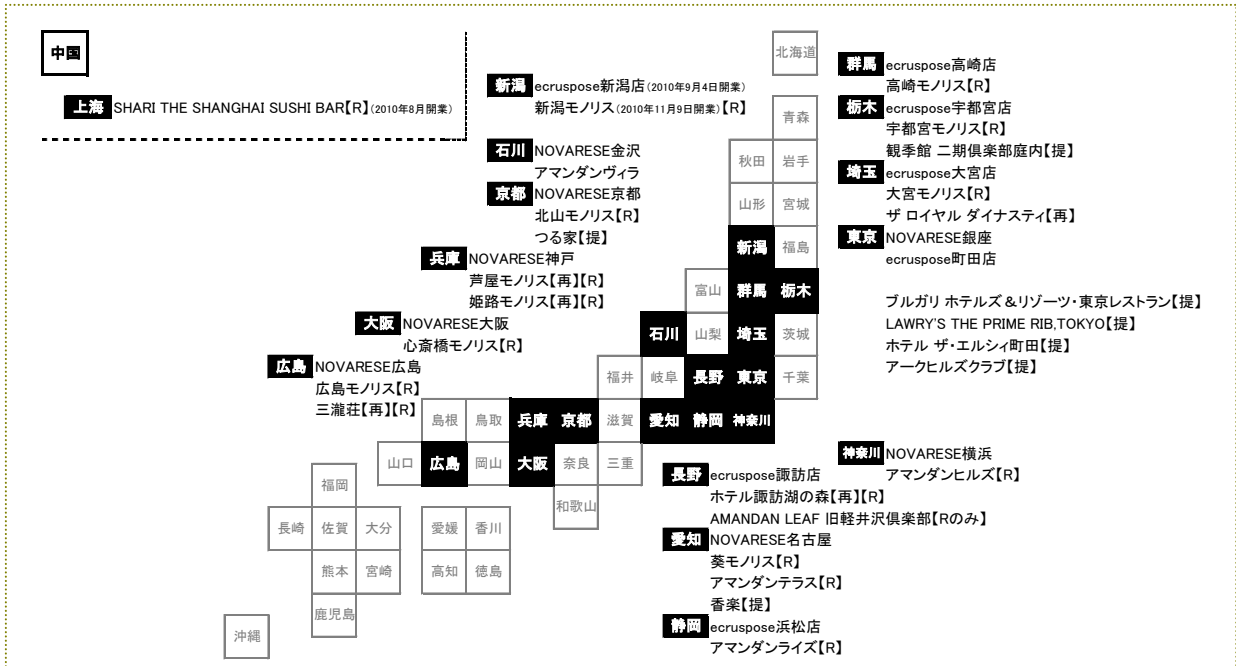 中国
上海 SHARI THE SHANGHAI SUSHI BAR【R】(2010年8月開業)
新潟 ecruspose新潟店(2010年9月4日開業)
新潟モノリス(2010年11月9日開業)【R】
石川 NOVARESE金沢
アマンダンヴィラ
京都 NOVARESE京都
北山モノリス【R】
つる家【提】
兵庫 NOVARESE神戸
芦屋モノリス【再】【R】
姫路モノリス【再】【R】
大阪 NOVARESE大阪
心斎橋モノリス【R】
広島 NOVARESE広島
広島モノリス【R】
三瀧荘【再】【R】
群馬 ecruspose高崎店
高崎モノリス【R】
栃木 ecruspose宇都宮店
宇都宮モノリス【R】
観季館 二期倶楽部庭内【提】
埼玉 ecruspose大宮店
大宮モノリス【R】
ザ ロイヤル ダイナスティ【再】
東京 NOVARESE銀座
ecruspose町田店
ブルガリ ホテルズ&リゾーツ・東京レストラン【提】
LAWRY'S THE PRIME RIB,TOKYO【提】
ホテル ザ・エルシィ町田【提】
アークヒルズクラブ【提】
神奈川 NOVARESE横浜
アマンダンヒルズ【R】
長野 ecruspose諏訪店
ホテル諏訪湖の森【再】【R】
AMANDAN LEAF 旧軽井沢倶楽部【Rのみ】
愛知 NOVARESE名古屋
葵モノリス【R】
アマンダンテラス【R】
香楽【提】
静岡 ecruspose浜松店
アマンダンライズ【R】
北海道
青森
秋田 岩手
山形 宮城
新潟 福島
富山 群馬 栃木
石川 山梨 埼玉 茨城
福井 岐阜 長野 東京 千葉
島根 鳥取 兵庫 京都 滋賀 愛知 静岡 神奈川
山口 広島 岡山 大阪 奈良 三重
福岡 和歌山
長崎 佐賀 大分 愛媛 香川
熊本 宮崎 高知 徳島
鹿児島
沖縄